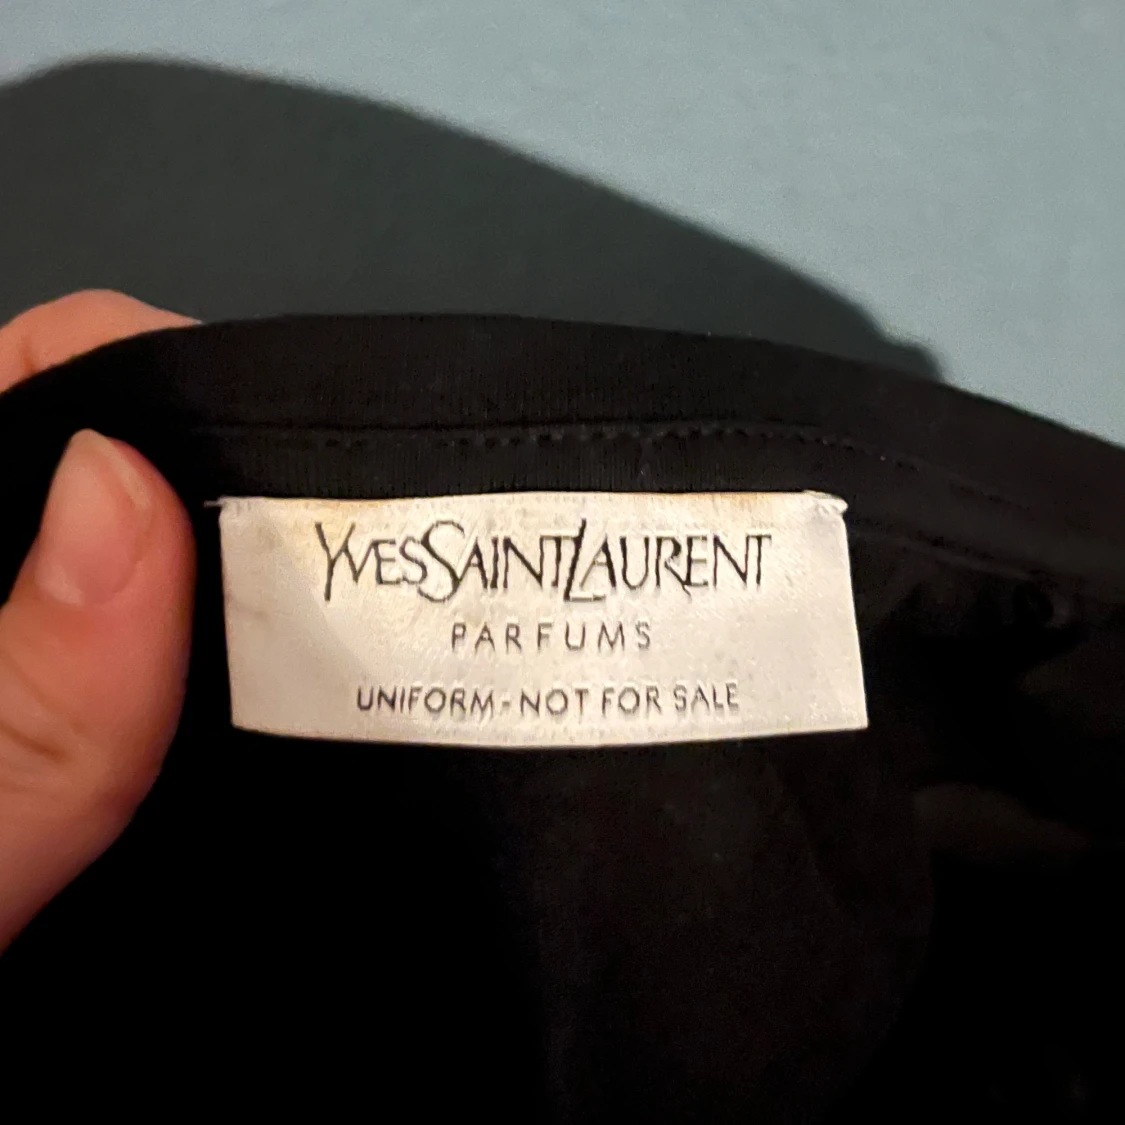 YVESSAINTLAURENT
PARFUMS
UNIFORM-NOT FOR SALE